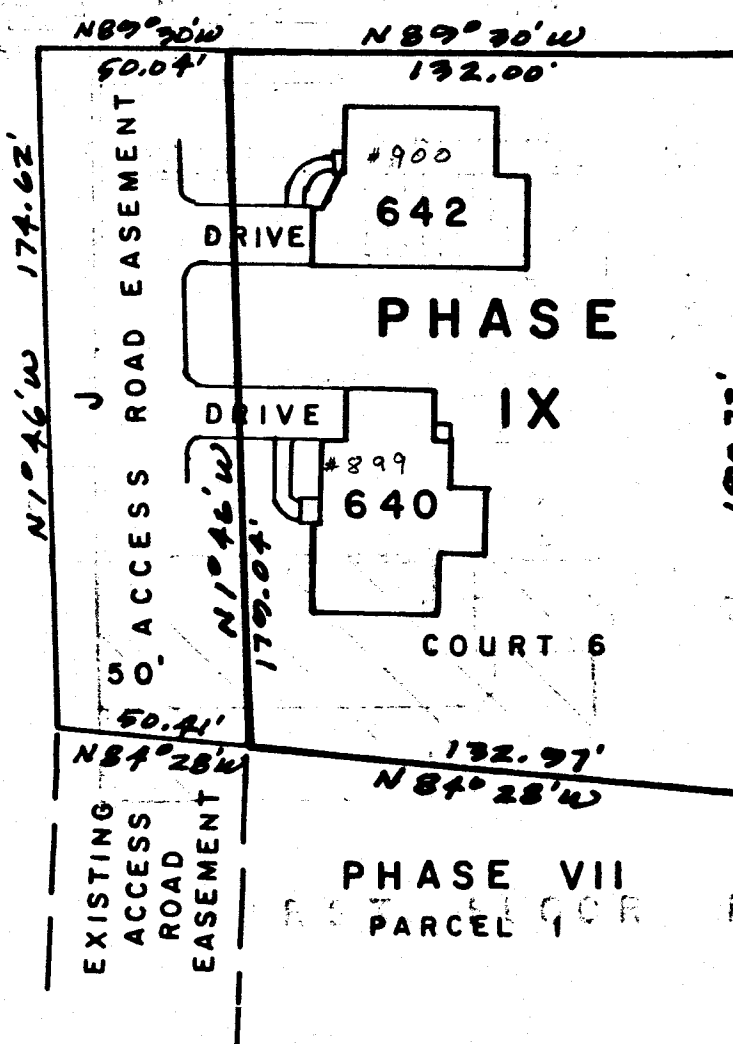 N89°30'W
50.04'
N89°30'W
132.00'
N1°46'W 174.62'
50' ACCESS ROAD EASEMENT
#900
642
DRIVE
PHASE
IX
DRIVE
#899
640
N1°46'W
179.04'
COURT 6
50.41'
N84°28'W
132.97'
N84°28'W
EXISTING
ACCESS
ROAD
EASEMENT
PHASE VII
PARCEL 1